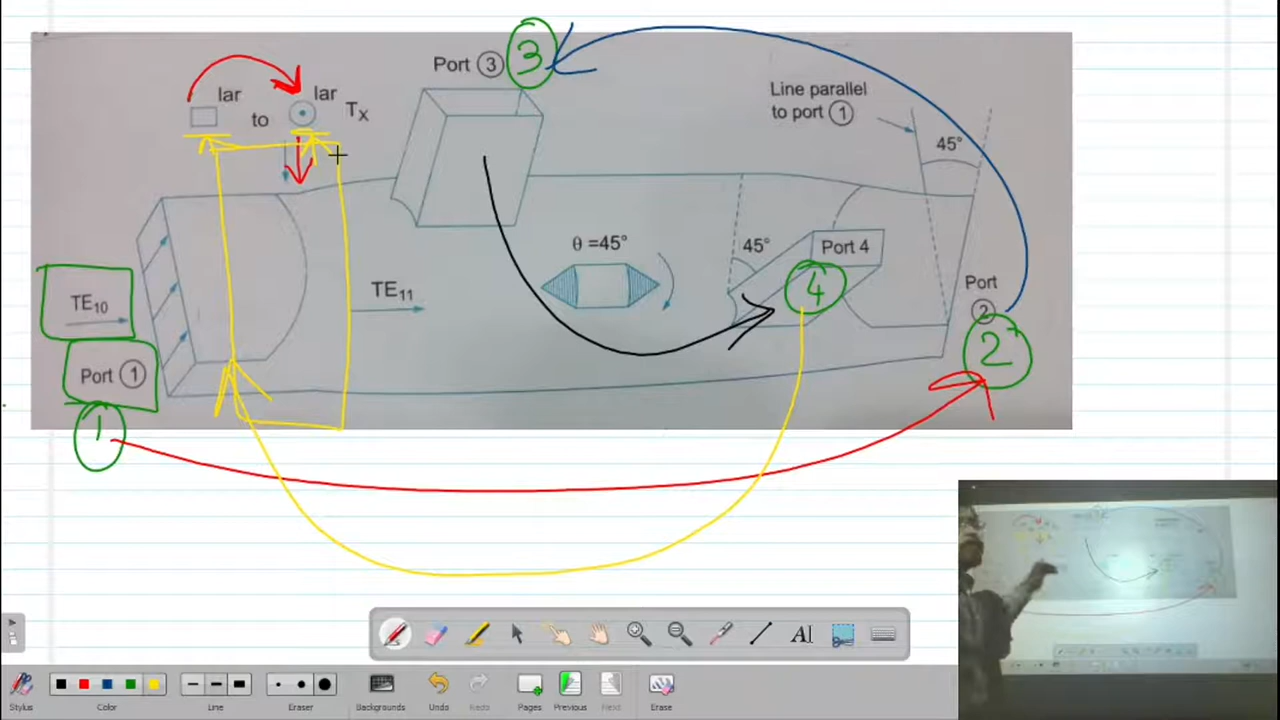 Port ③ 3
lar
to
lar
Tx
Line parallel
to port ①
45°
θ =45°
45°
Port 4
4
TE11
TE10
Port ①
1
Port
②
2
Stylus
Color
Line
Eraser
Backgrounds
Undo
Redo
Pages
Previous
Next
Erase